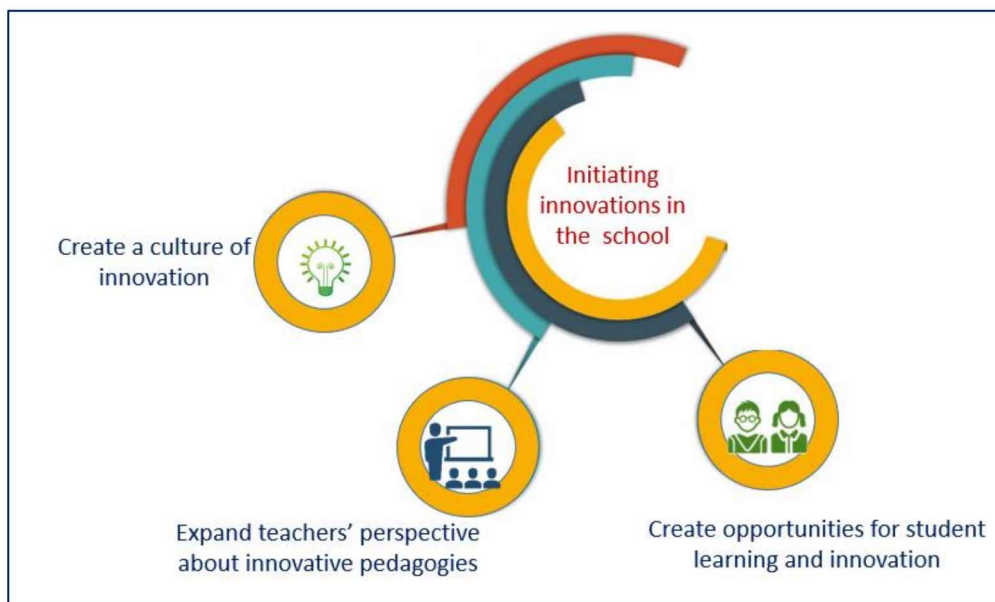 Initiating
innovations in
the school
Create a culture of
innovation
Expand teachers’ perspective
about innovative pedagogies
Create opportunities for student
learning and innovation